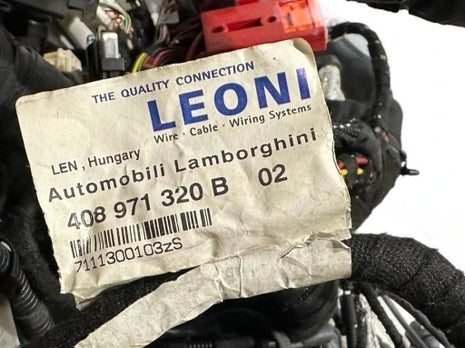 THE QUALITY CONNECTION
LEONI
Wire · Cable · Wiring Systems
LEN , Hungary
Automobili Lamborghini
408 971 320 B 02
7111300103zS